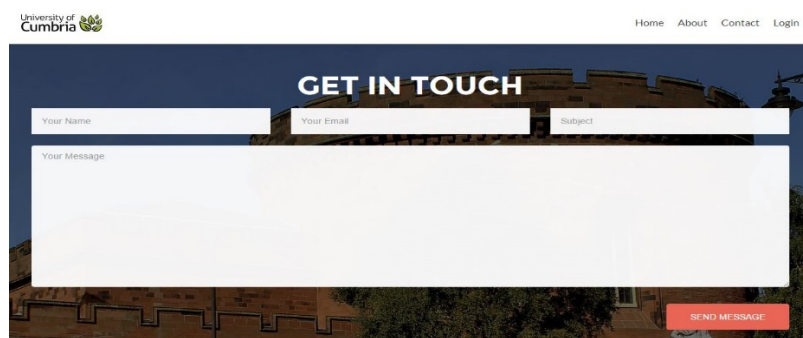 University of
Cumbria
Home About Contact Login
GET IN TOUCH
Your Name Your Email Subject
Your Message
SEND MESSAGE